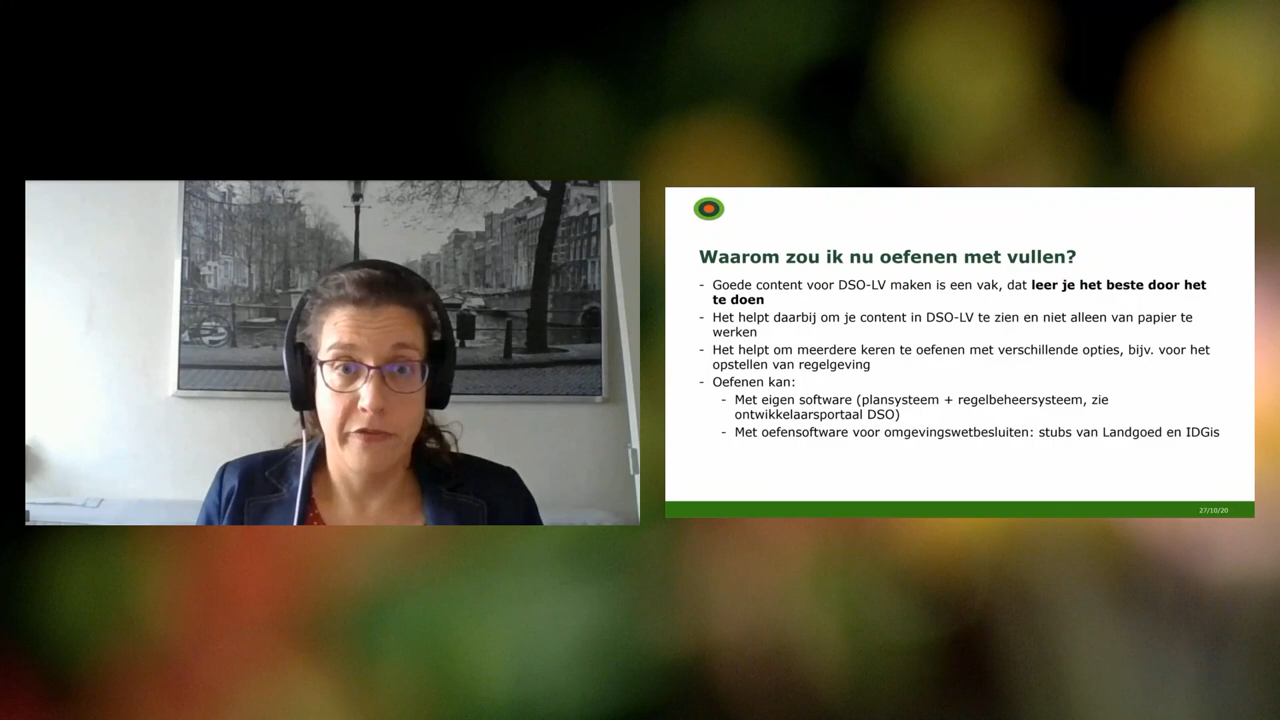 Waarom zou ik nu oefenen met vullen?
- Goede content voor DSO-LV maken is een vak, dat leer je het beste door het
te doen
- Het helpt daarbij om je content in DSO-LV te zien en niet alleen van papier te
werken
- Het helpt om meerdere keren te oefenen met verschillende opties, bijv. voor het
opstellen van regelgeving
- Oefenen kan:
- Met eigen software (plansysteem + regelbeheersysteem, zie
ontwikkelaarsportaal DSO)
- Met oefensoftware voor omgevingswetbesluiten: stubs van Landgoed en IDGis
27/10/20